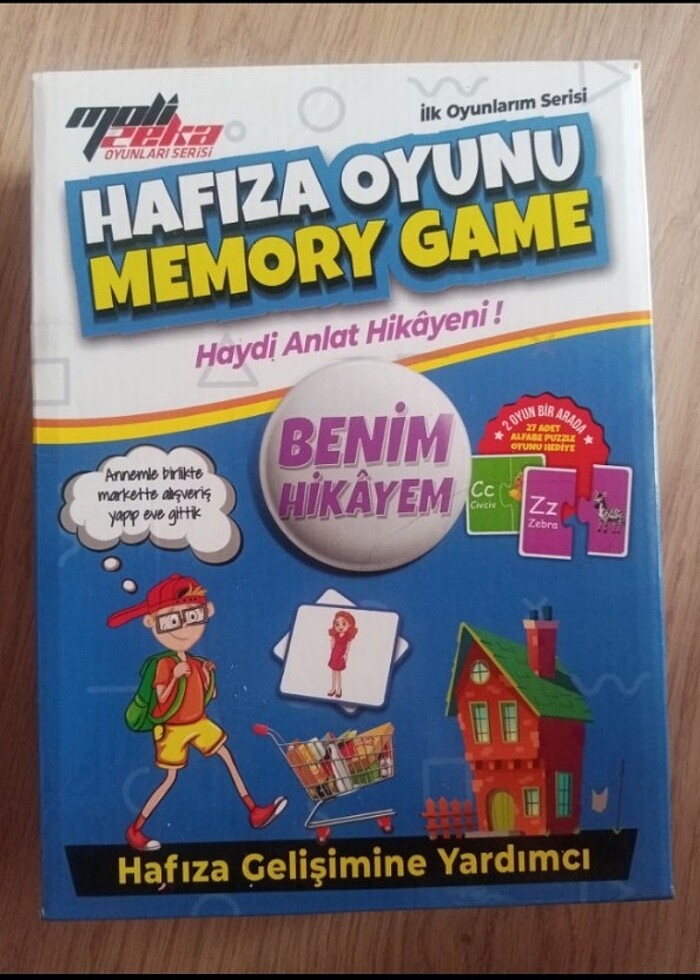 moli
zeka
OYUNLARI SERİSİ
İlk Oyunlarım Serisi
HAFIZA OYUNU
MEMORY GAME
Haydi Anlat Hikâyeni !
BENİM
HİKÂYEM
2 OYUN BİR ARADA
27 ADET
ALFABE PUZZLE
OYUNU HEDİYE
Cc
Civciv
Zz
Zebra
Annemle birlikte
markette alışveriş
yapıp eve gittik
Hafıza Gelişimine Yardımcı